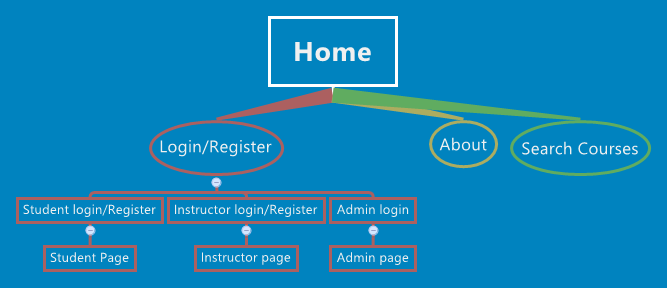 Home
Login/Register
About
Search Courses
Student login/Register
Instructor login/Register
Admin login
Student Page
Instructor page
Admin page